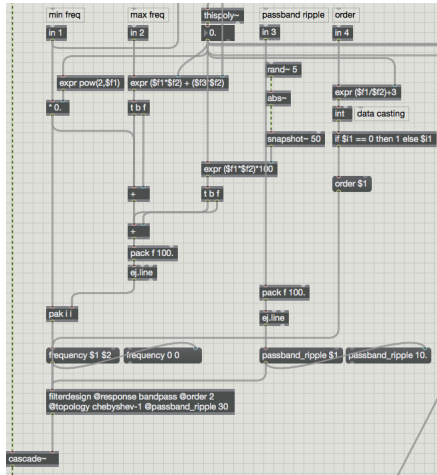 min freq
max freq
thispoly~
passband ripple
order
in 1
in 2
0.
in 3
in 4
rand~ 5
expr pow(2,$f1)
expr ($f1*$f2) + ($f3*$f2)
abs~
expr ($f1/$f2)+3
* 0.
t b f
int
data casting
snapshot~ 50
if $i1 == 0 then 1 else $i1
expr ($f1*$f2)*100
order $1
+
t b f
+
pack f 100.
ej.line
pack f 100.
pak i i
ej.line
frequency $1 $2
frequency 0 0
passband_ripple $1
passband_ripple 10.
filterdesign @response bandpass @order 2
@topology chebyshev-1 @passband_ripple 30
cascade~